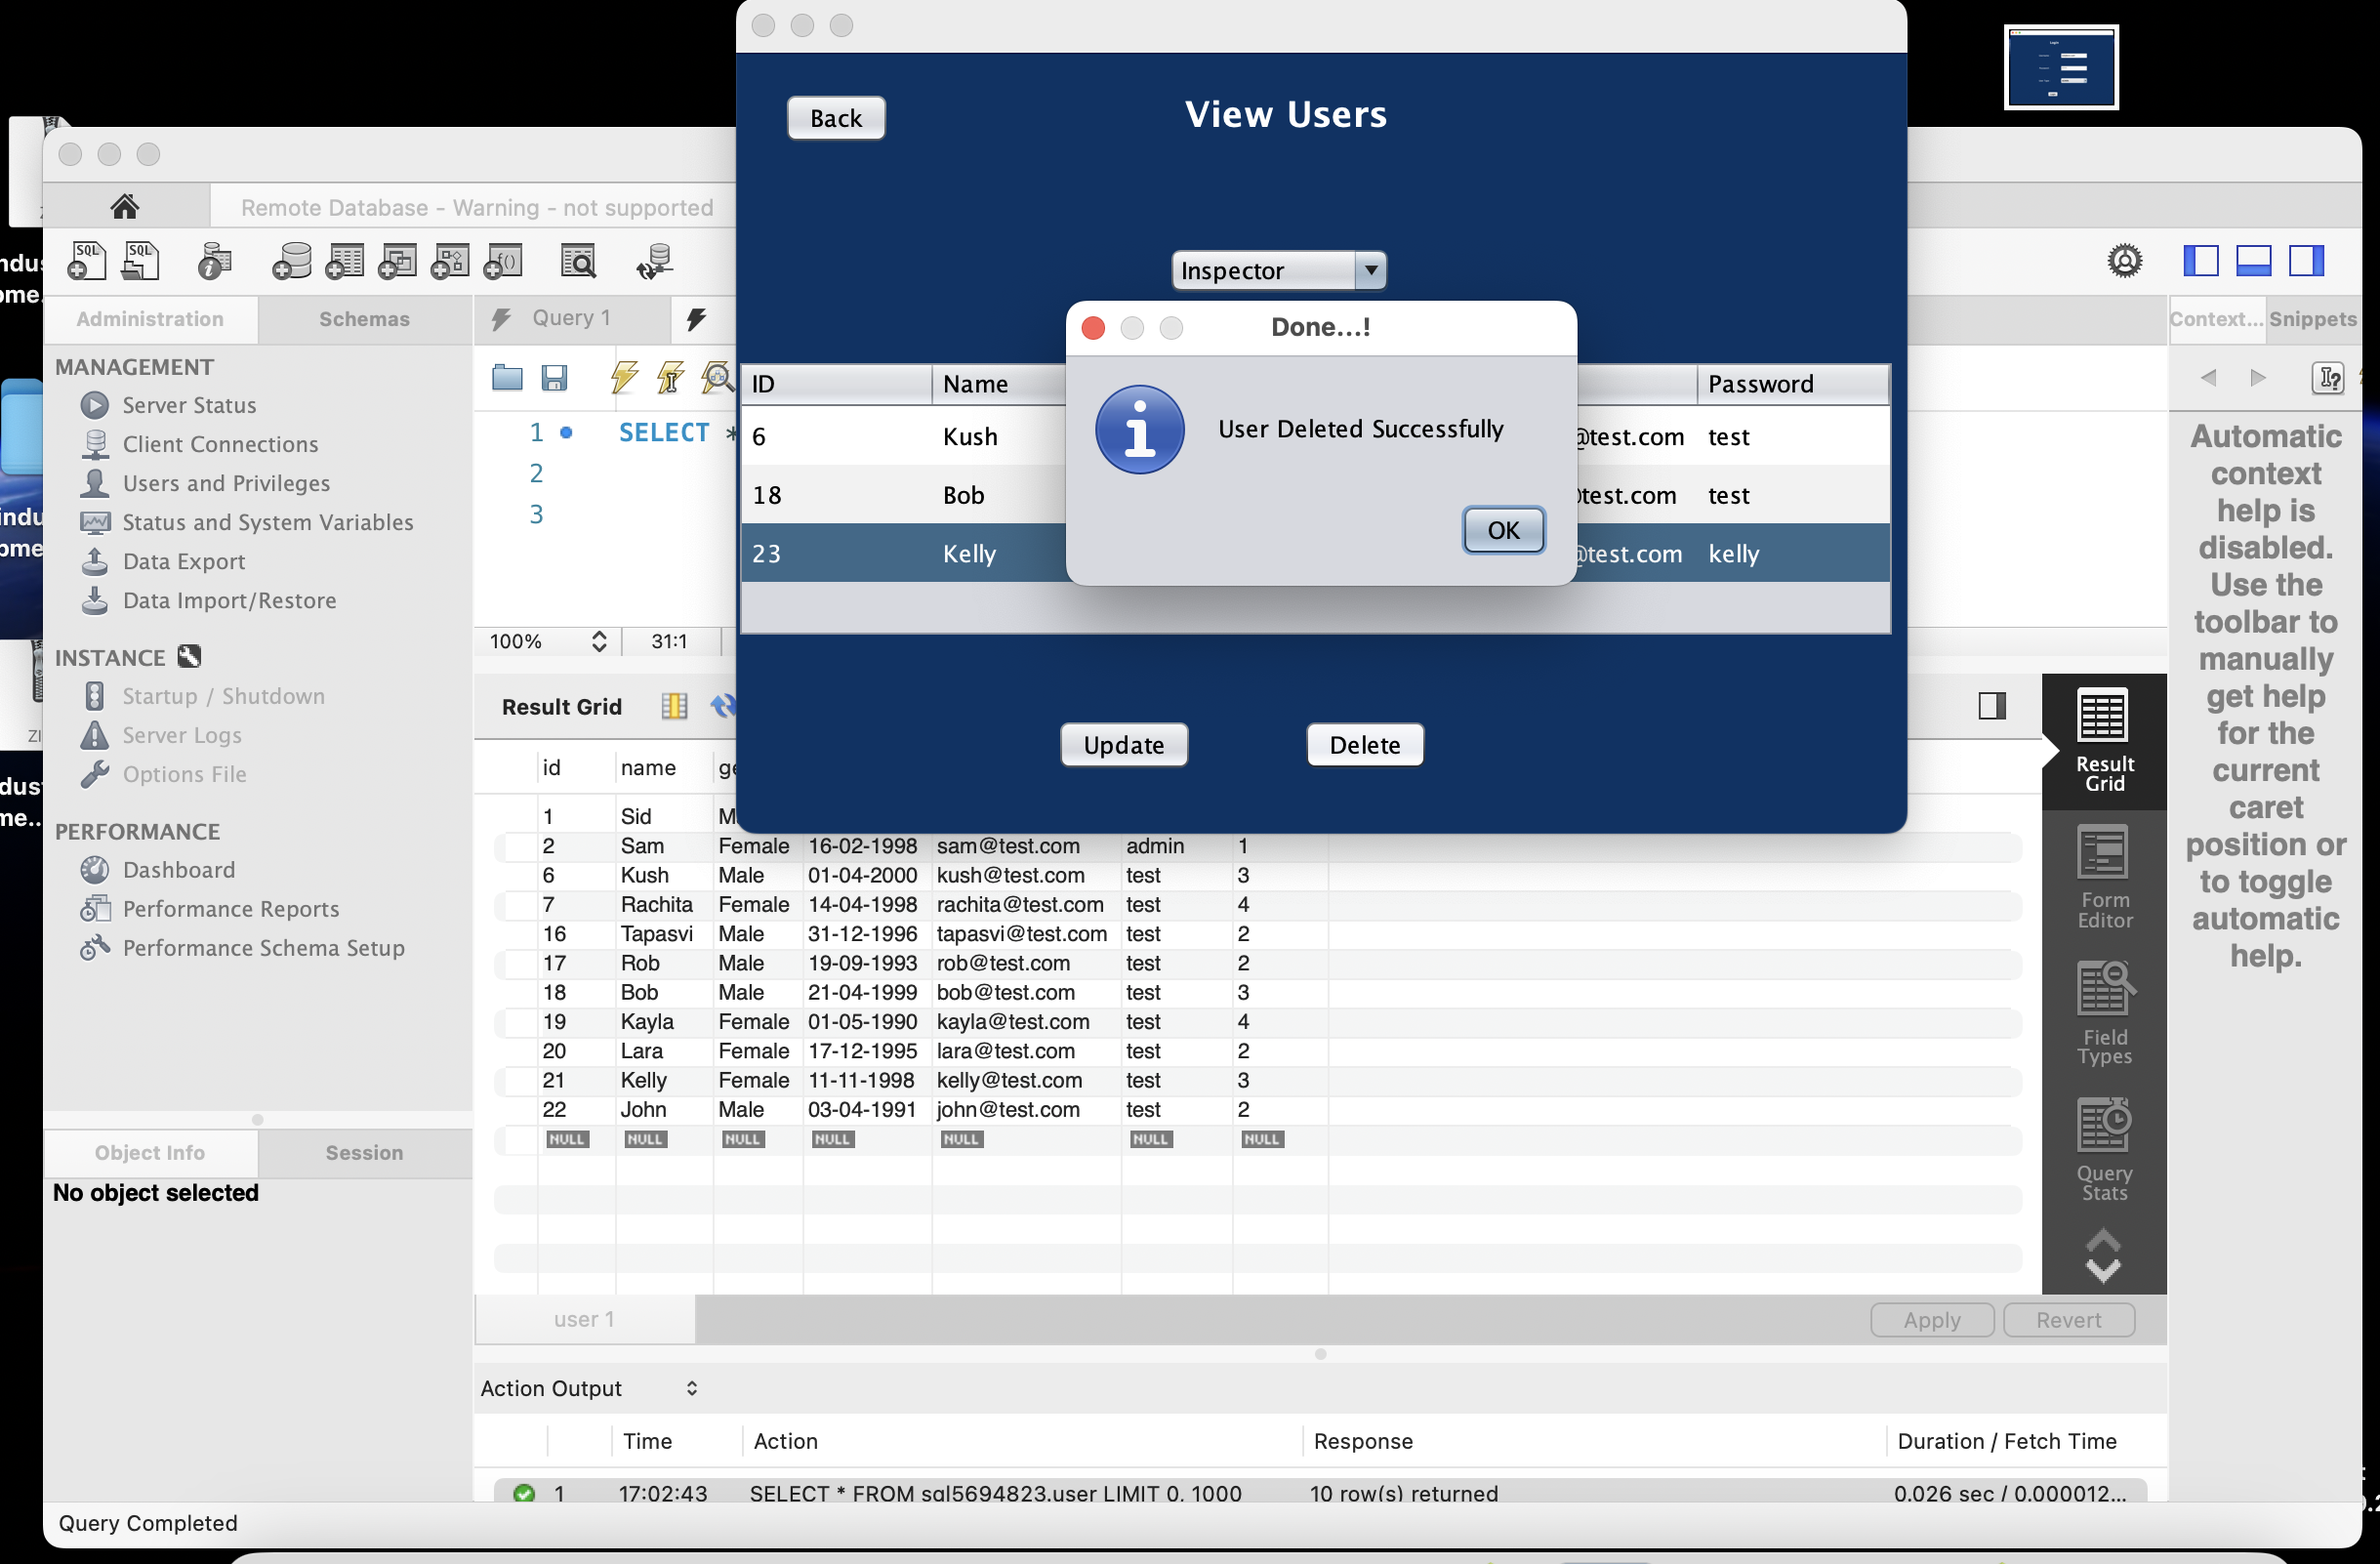 Back
View Users
Inspector
Done...!
User Deleted Successfully
OK
ID Name Password
6 Kush @test.com test
18 Bob test.com test
23 Kelly @test.com kelly
Update Delete
Remote Database - Warning - not supported
Administration Schemas
MANAGEMENT
Server Status
Client Connections
Users and Privileges
Status and System Variables
Data Export
Data Import/Restore
INSTANCE
Startup / Shutdown
Server Logs
Options File
PERFORMANCE
Dashboard
Performance Reports
Performance Schema Setup
Object Info Session
No object selected
Query 1
1 SELECT *
2
3
100% 31:1
Result Grid
id name
1 Sid
2 Sam Female 16-02-1998 sam@test.com admin 1
6 Kush Male 01-04-2000 kush@test.com test 3
7 Rachita Female 14-04-1998 rachita@test.com test 4
16 Tapasvi Male 31-12-1996 tapasvi@test.com test 2
17 Rob Male 19-09-1993 rob@test.com test 2
18 Bob Male 21-04-1999 bob@test.com test 3
19 Kayla Female 01-05-1990 kayla@test.com test 4
20 Lara Female 17-12-1995 lara@test.com test 2
21 Kelly Female 11-11-1998 kelly@test.com test 3
22 John Male 03-04-1991 john@test.com test 2
NULL NULL NULL NULL NULL NULL NULL
user 1
Apply Revert
Action Output
Time Action Response Duration / Fetch Time
1 17:02:43 SELECT * FROM sql5694823.user LIMIT 0, 1000 10 row(s) returned 0.026 sec / 0.000012...
Query Completed
Result
Grid
Form
Editor
Field
Types
Query
Stats
Context... Snippets
Automatic
context
help is
disabled.
Use the
toolbar to
manually
get help
for the
current
caret
position or
to toggle
automatic
help.